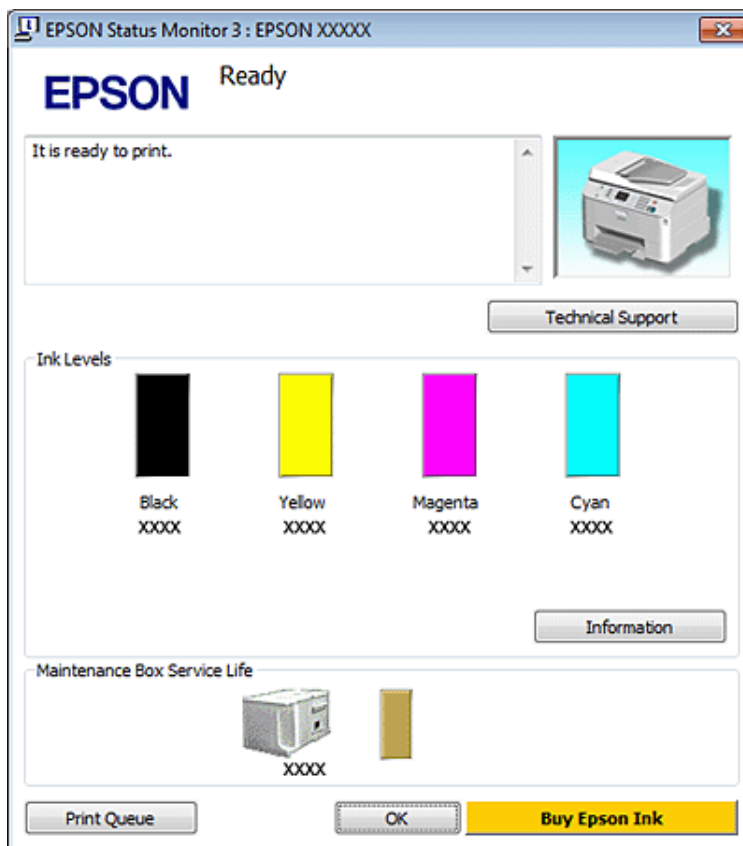 EPSON Status Monitor 3 : EPSON XXXXX
EPSON
Ready
It is ready to print.
Technical Support
Ink Levels
Black Yellow Magenta Cyan
XXXX XXXX XXXX XXXX
Information
Maintenance Box Service Life
XXXX
Print Queue OK Buy Epson Ink